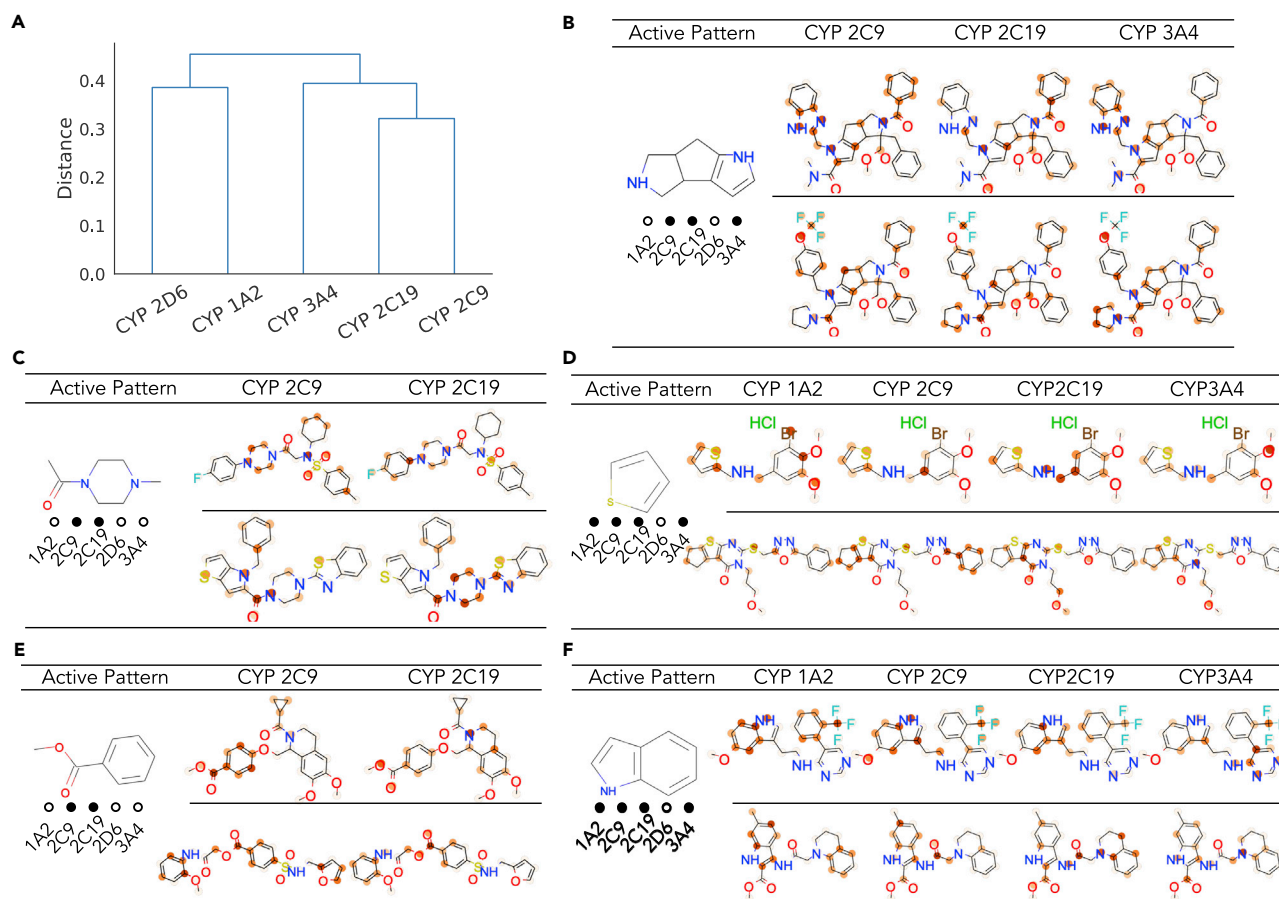 A
Distance
0.4
0.3
0.2
0.1
0.0
CYP 2D6
CYP 1A2
CYP 3A4
CYP 2C19
CYP 2C9
B
Active Pattern CYP 2C9 CYP 2C19 CYP 3A4
NH
NH
1A2 2C9 2C19 2D6 3A4
C
Active Pattern CYP 2C9 CYP 2C19
1A2 2C9 2C19 2D6 3A4
D
Active Pattern CYP 1A2 CYP 2C9 CYP2C19 CYP3A4
HCl HCl HCl HCl
Br Br Br Br
S
1A2 2C9 2C19 2D6 3A4
E
Active Pattern CYP 2C9 CYP 2C19
1A2 2C9 2C19 2D6 3A4
F
Active Pattern CYP 1A2 CYP 2C9 CYP2C19 CYP3A4
NH
1A2 2C9 2C19 2D6 3A4